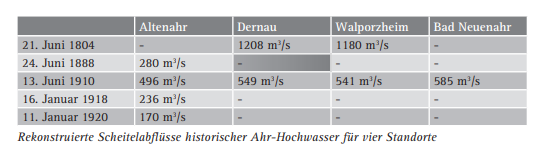 Altenahr Dernau Walporzheim Bad Neuenahr
21. Juni 1804 – 1208 m³/s 1180 m³/s –
24. Juni 1888 280 m³/s – –
13. Juni 1910 496 m³/s 549 m³/s 541 m³/s 585 m³/s
16. Januar 1918 236 m³/s – – –
11. Januar 1920 170 m³/s – – –
Rekonstruierte Scheitelabflüsse historischer Ahr-Hochwasser für vier Standorte